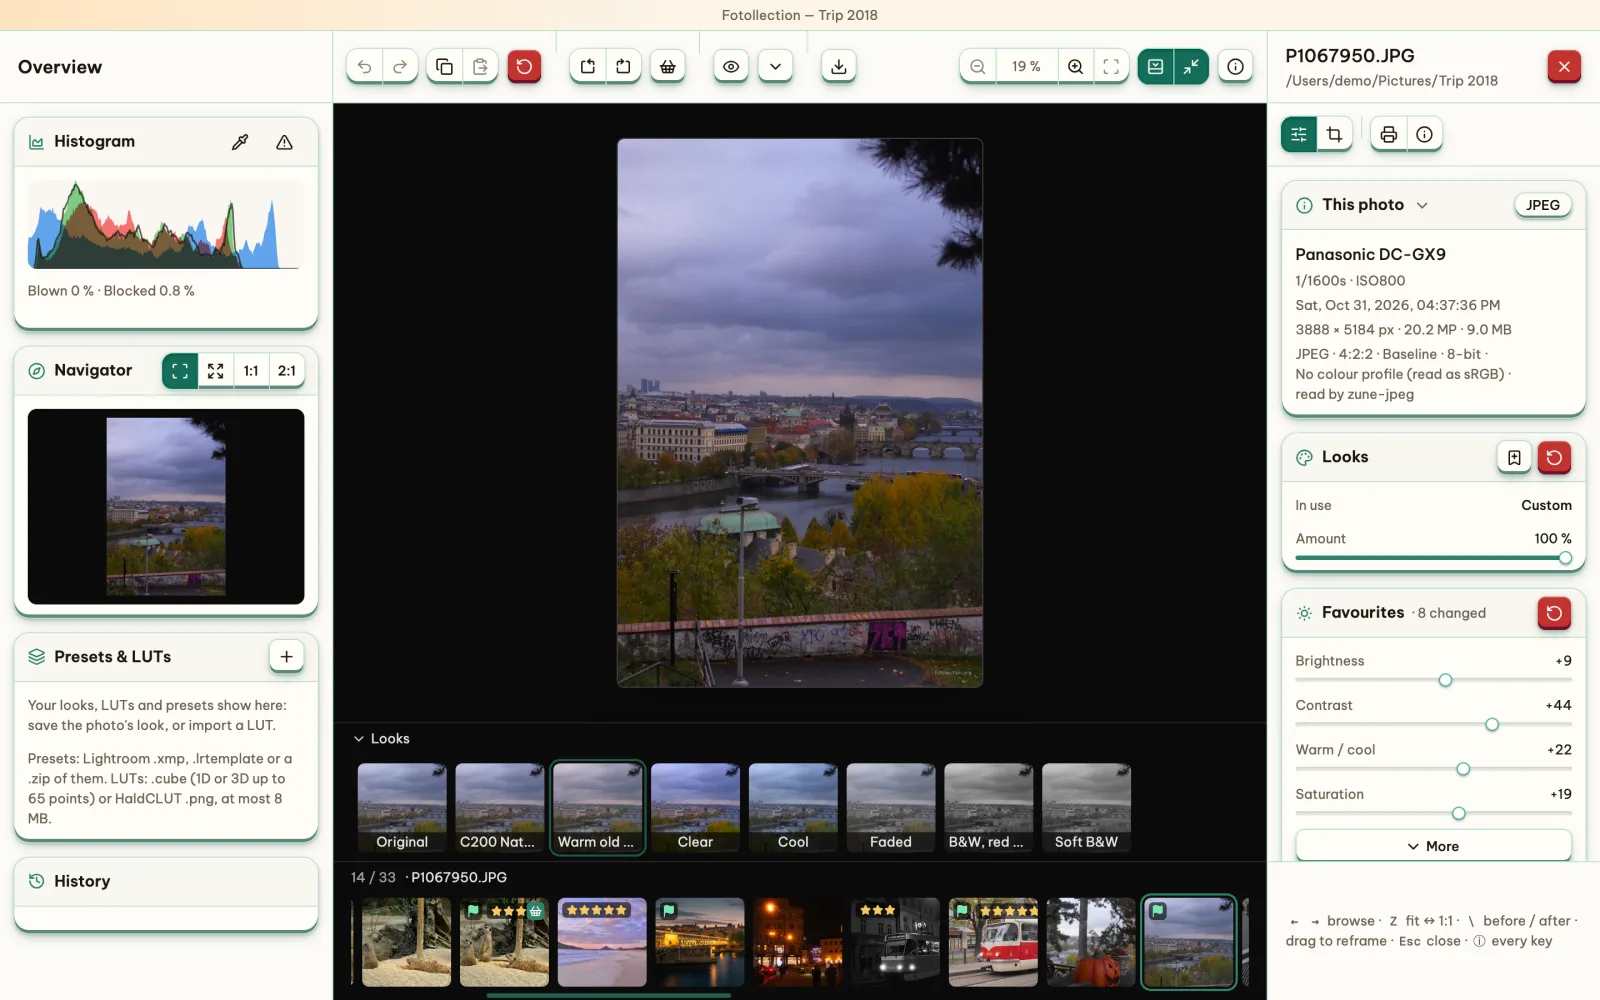 Fotollection — Trip 2018
Overview
19 %
P1067950.JPG
/Users/demo/Pictures/Trip 2018
Histogram
Blown 0 % · Blocked 0.8 %
Navigator
1:1
2:1
Presets & LUTs
Your looks, LUTs and presets show here:
save the photo's look, or import a LUT.
Presets: Lightroom .xmp, .lrtemplate or a
.zip of them. LUTs: .cube (1D or 3D up to
65 points) or HaldCLUT .png, at most 8
MB.
History
Looks
Original
C200 Nat...
Warm old ...
Clear
Cool
Faded
B&W, red ...
Soft B&W
14 / 33 · P1067950.JPG
This photo
JPEG
Panasonic DC-GX9
1/1600s · ISO800
Sat, Oct 31, 2026, 04:37:36 PM
3888 × 5184 px · 20.2 MP · 9.0 MB
JPEG · 4:2:2 · Baseline · 8-bit ·
No colour profile (read as sRGB) ·
read by zune-jpeg
Looks
In use Custom
Amount 100 %
Favourites · 8 changed
Brightness +9
Contrast +44
Warm / cool +22
Saturation +19
More
← → browse · Z fit ↔ 1:1 · \ before / after ·
drag to reframe · Esc close · ⓘ every key